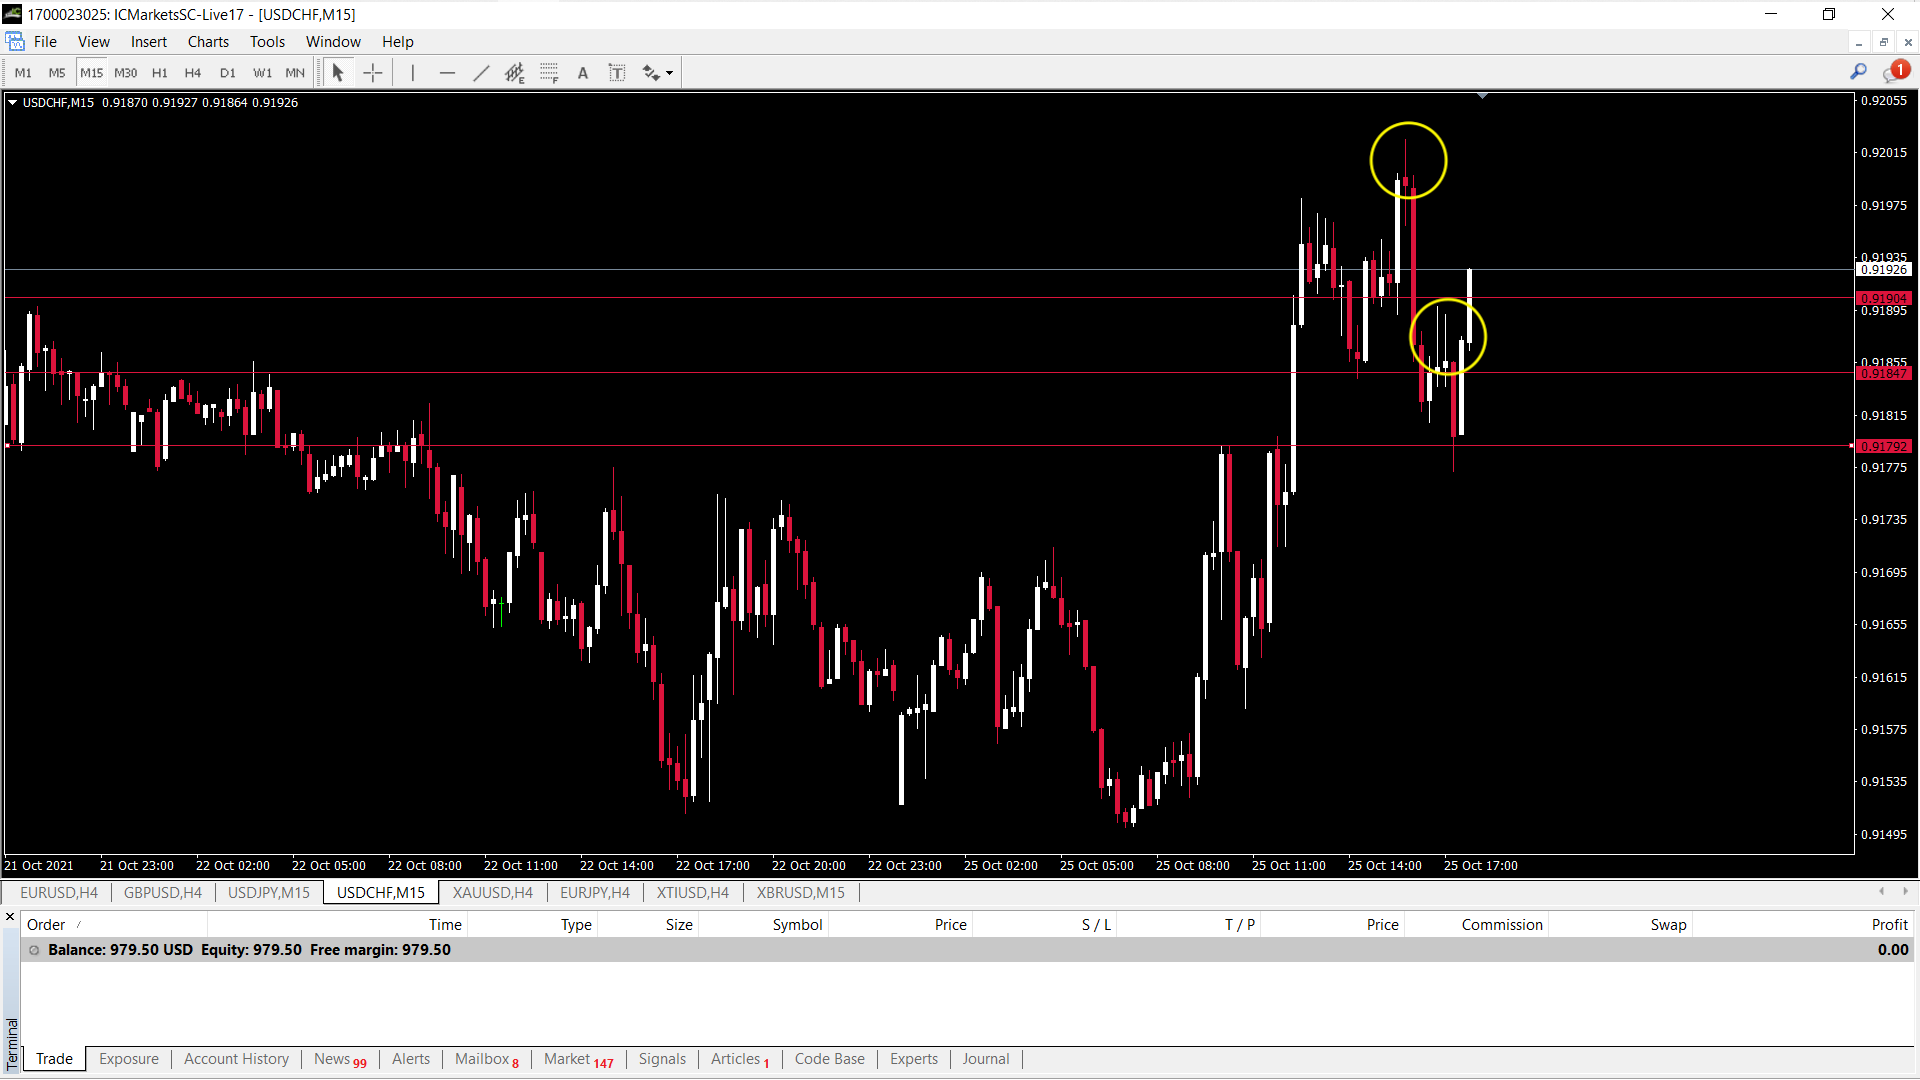 1700023025: ICMarketsSC-Live17 - [USDCHF,M15]
File View Insert Charts Tools Window Help
M1 M5 M15 M30 H1 H4 D1 W1 MN E F A T 1
USDCHF,M15 0.91870 0.91927 0.91864 0.91926
0.92055
0.92015
0.91975
0.91935
0.91926
0.91904
0.91895
0.91855
0.91847
0.91815
0.91792
0.91775
0.91735
0.91695
0.91655
0.91615
0.91575
0.91535
0.91495
21 Oct 2021 21 Oct 23:00 22 Oct 02:00 22 Oct 05:00 22 Oct 08:00 22 Oct 11:00 22 Oct 14:00 22 Oct 17:00 22 Oct 20:00 22 Oct 23:00 25 Oct 02:00 25 Oct 05:00 25 Oct 08:00 25 Oct 11:00 25 Oct 14:00 25 Oct 17:00
EURUSD,H4 GBPUSD,H4 USDJPY,M15 USDCHF,M15 XAUUSD,H4 EURJPY,H4 XTIUSD,H4 XBRUSD,M15
Order / Time Type Size Symbol Price S / L T / P Price Commission Swap Profit
Balance: 979.50 USD Equity: 979.50 Free margin: 979.50 0.00
Terminal
Trade Exposure Account History News 99 Alerts Mailbox 8 Market 147 Signals Articles 1 Code Base Experts Journal